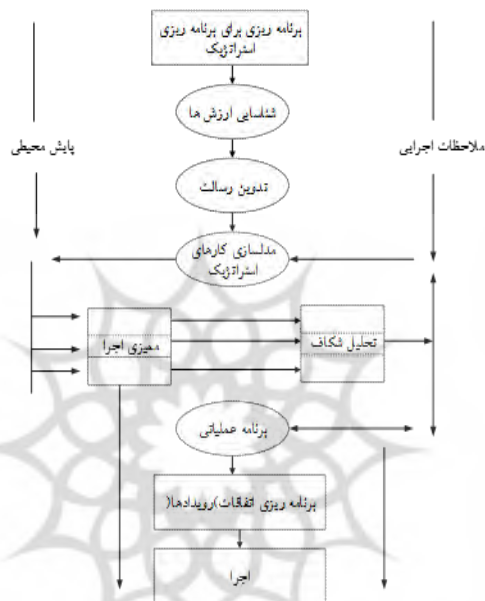 برنامه ریزی برای برنامه ریزی
استراتژیک
شناسایی ارزش ها
پایش محیطی
ملاحظات اجرایی
تدوین رسالت
مدلسازی کارهای
استراتژیک
ممیزی اجرا
تحلیل شکاف
برنامه عملیاتی
برنامه ریزی اتفاقات)رویدادها(
اجرا